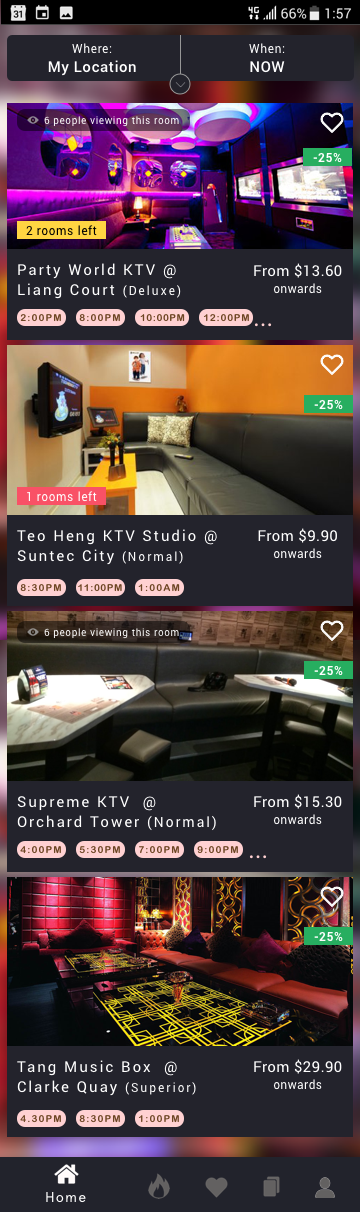 31
4G
66%
1:57
Where:
My Location
When:
NOW
6 people viewing this room
-25%
2 rooms left
Party World KTV @
Liang Court (Deluxe)
From $13.60
onwards
2:00PM 8:00PM 10:00PM 12:00PM ...
-25%
1 rooms left
Teo Heng KTV Studio @
Suntec City (Normal)
From $9.90
onwards
8:30PM 11:00PM 1:00AM
6 people viewing this room
-25%
Supreme KTV @
Orchard Tower (Normal)
From $15.30
onwards
4:00PM 5:30PM 7:00PM 9:00PM ...
-25%
Tang Music Box @
Clarke Quay (Superior)
From $29.90
onwards
4.30PM 8:30PM 1:00PM
Home